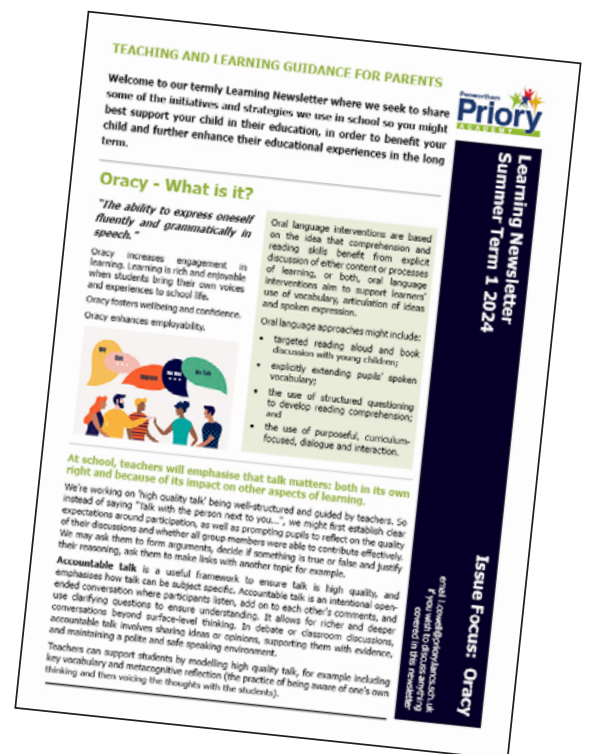 TEACHING AND LEARNING GUIDANCE FOR PARENTS
Welcome to our termly Learning Newsletter where we seek to share
some of the initiatives and strategies we use in school so you might
best support your child in their education, in order to benefit your
child and further enhance their educational experiences in the long
term.
Penwortham
Priory
ACADEMY
Learning Newsletter
Summer Term 1 2024
Oracy - What is it?
"The ability to express oneself
fluently and grammatically in
speech."
Oracy increases engagement in
learning. Learning is rich and enjoyable
when students bring their own voices
and experiences to school life.
Oracy fosters wellbeing and confidence.
Oracy enhances employability.
Oral language interventions are based
on the idea that comprehension and
reading skills benefit from explicit
discussion of either content or processes
of learning, or both, oral language
interventions aim to support learners'
use of vocabulary, articulation of ideas
and spoken expression.
Oral language approaches might include:
• targeted reading aloud and book
discussion with young children;
• explicitly extending pupils' spoken
vocabulary;
• the use of structured questioning
to develop reading comprehension;
and
• the use of purposeful, curriculum-
focused, dialogue and interaction.
At school, teachers will emphasise that talk matters: both in its own
right and because of its impact on other aspects of learning.
We're working on 'high quality talk' being well-structured and guided by teachers. So
instead of saying "Talk with the person next to you...", we might first establish clear
expectations around participation, as well as prompting pupils to reflect on the quality
of their discussions and whether all group members were able to contribute effectively.
We may ask them to form arguments, decide if something is true or false and justify
their reasoning, ask them to make links with another topic for example.
Accountable talk is a useful framework to ensure talk is high quality, and
emphasises how talk can be subject specific. Accountable talk is an intentional open-
ended conversation where participants listen, add on to each other's comments, and
use clarifying questions to ensure understanding. It allows for richer and deeper
conversations beyond surface-level thinking. In debate or classroom discussions,
accountable talk involves sharing ideas or opinions, supporting them with evidence,
and maintaining a polite and safe speaking environment.
Teachers can support students by modelling high quality talk, for example including
key vocabulary and metacognitive reflection (the practice of being aware of one's own
thinking and then voicing the thoughts with the students).
Issue Focus: Oracy
email
if you wish to discuss anything
covered in this newsletter